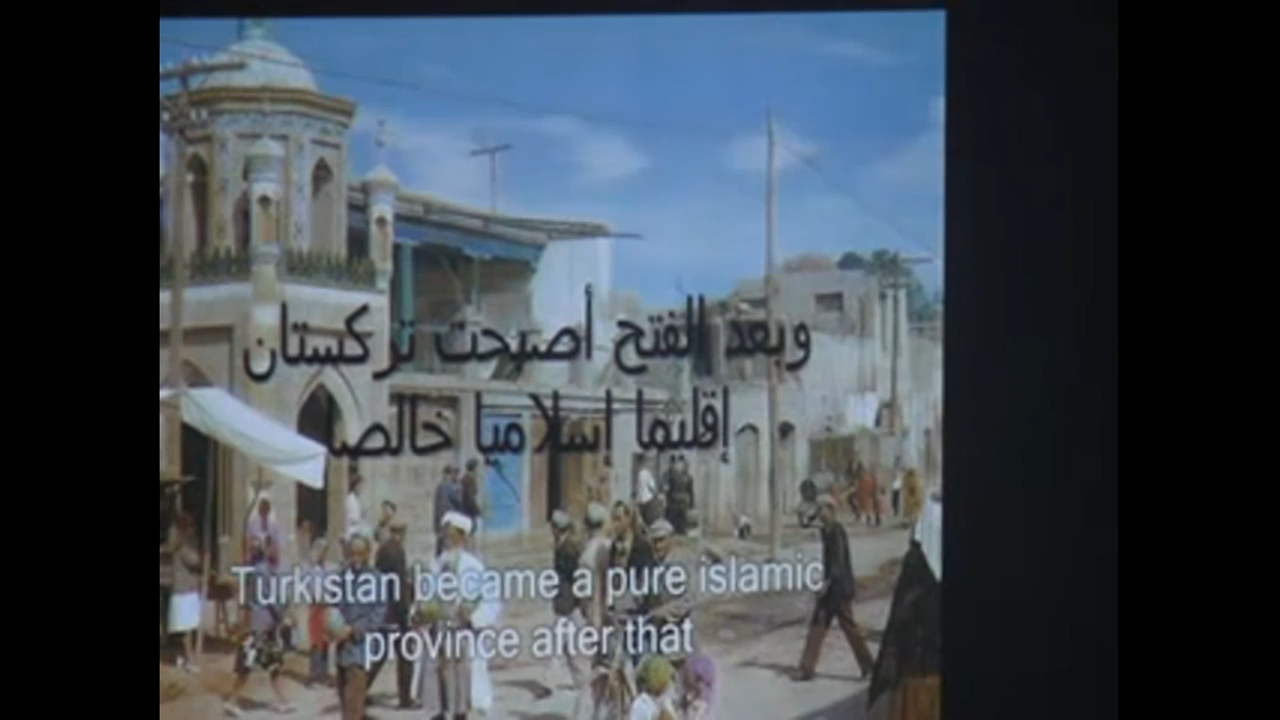 وبعد الفتح أصبحت تركستان
إقليما إسلاميا خالصا
Turkistan became a pure islamic
province after that